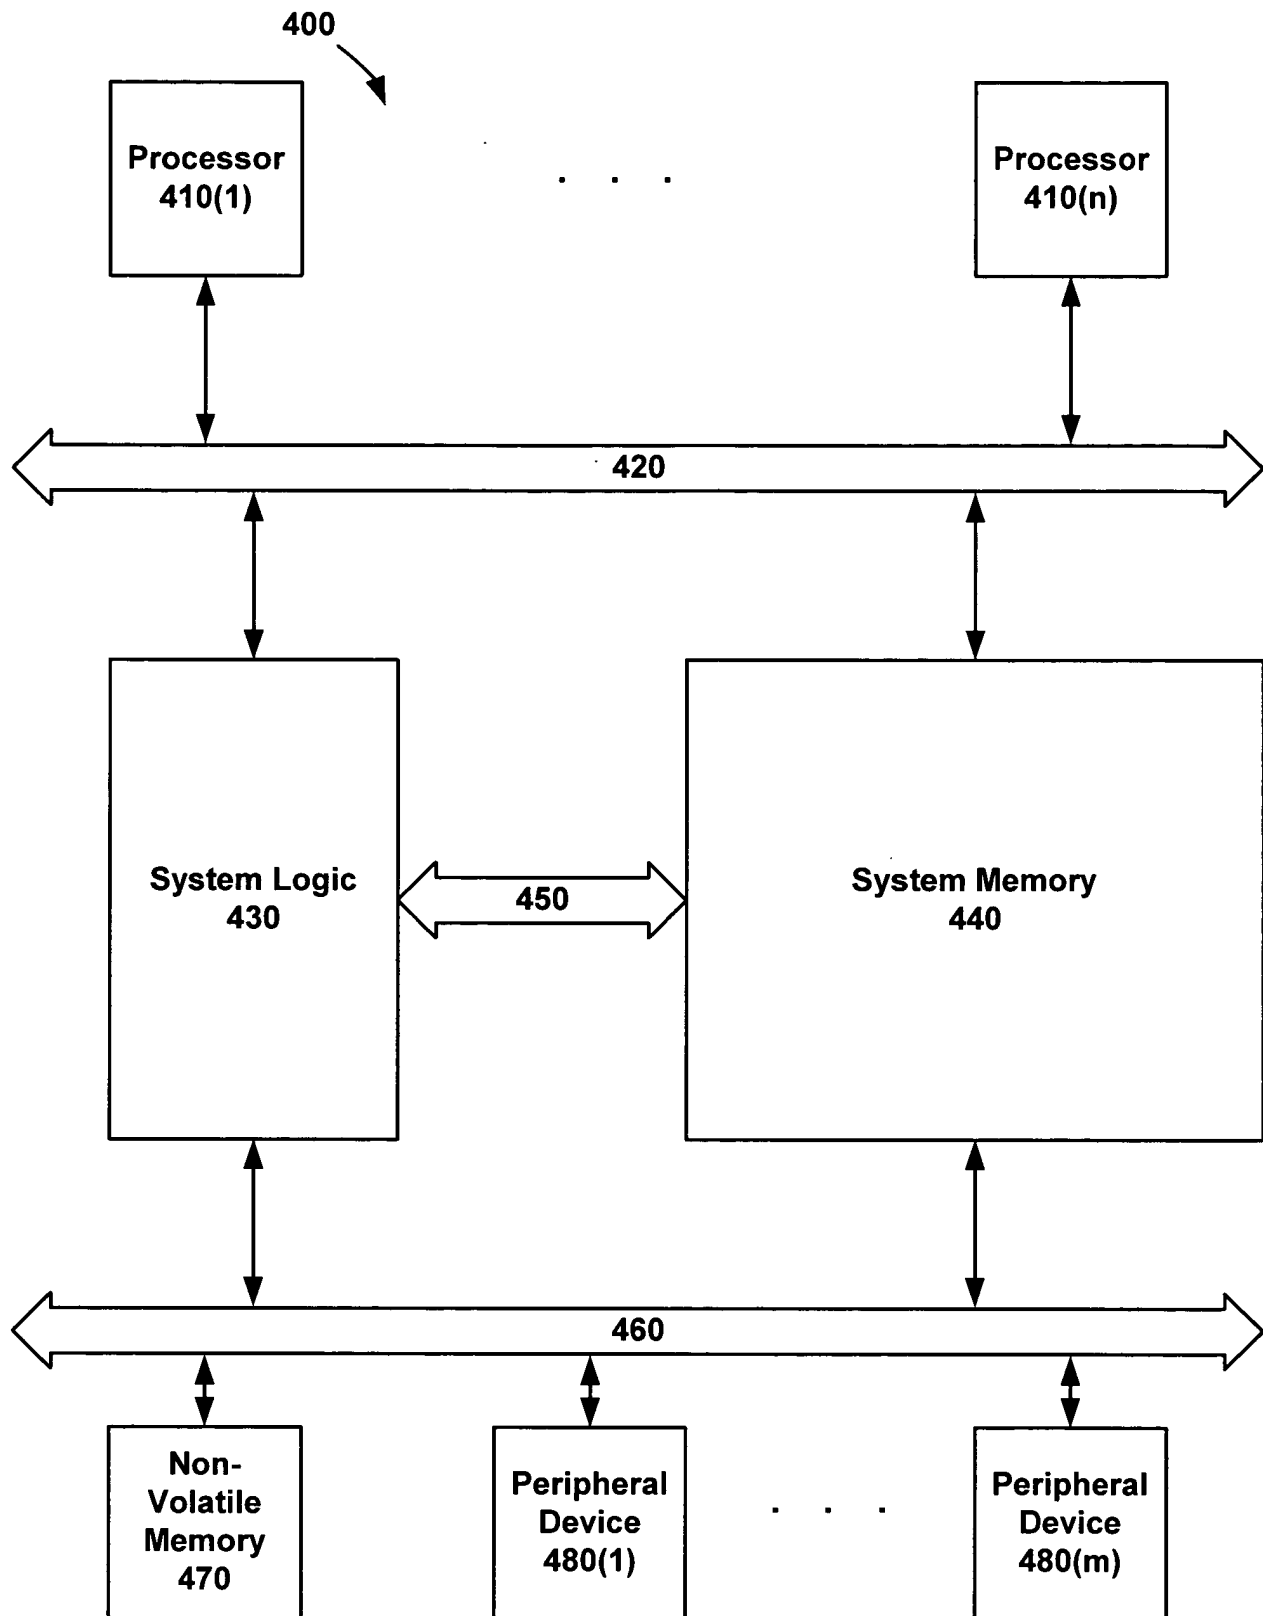 400
Processor
410(1)
. . .
Processor
410(n)
420
System Logic
430
450
System Memory
440
460
Non-
Volatile
Memory
470
Peripheral
Device
480(1)
. . .
Peripheral
Device
480(m)